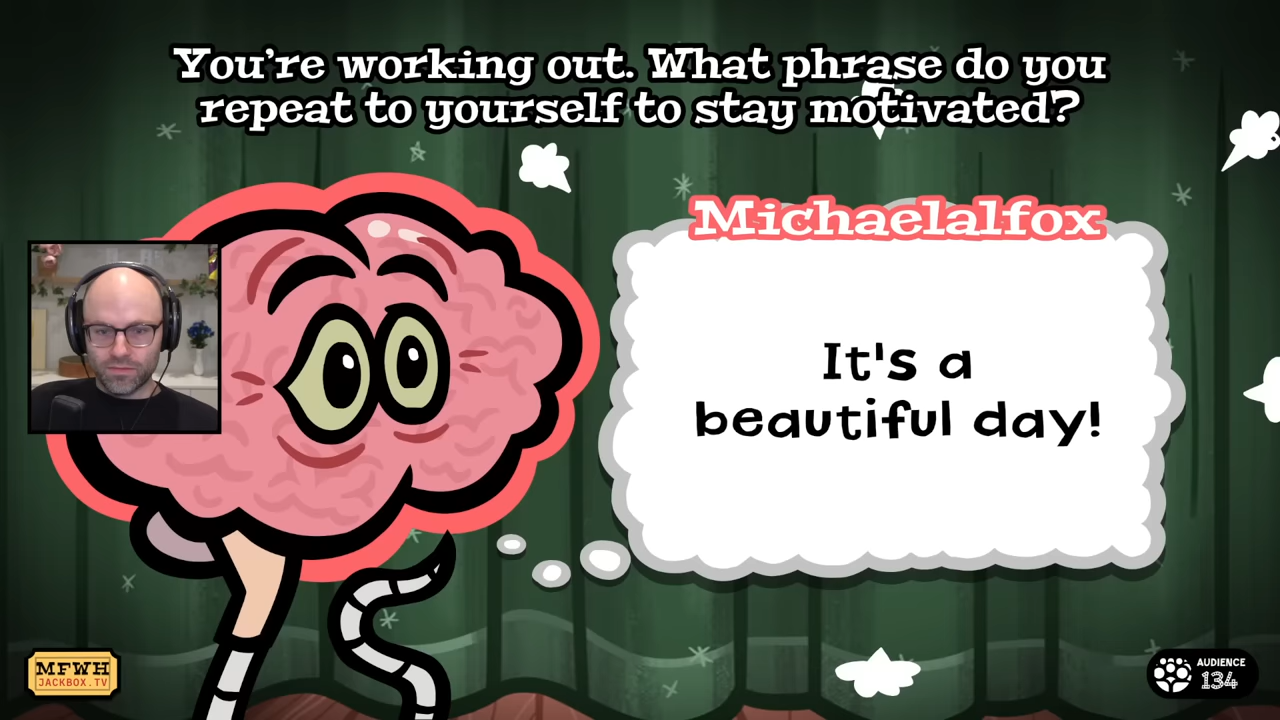 You're working out. What phrase do you
repeat to yourself to stay motivated?
Michaelalfox
It's a
beautiful day!
MFWH
JACKBOX.TV
AUDIENCE
134